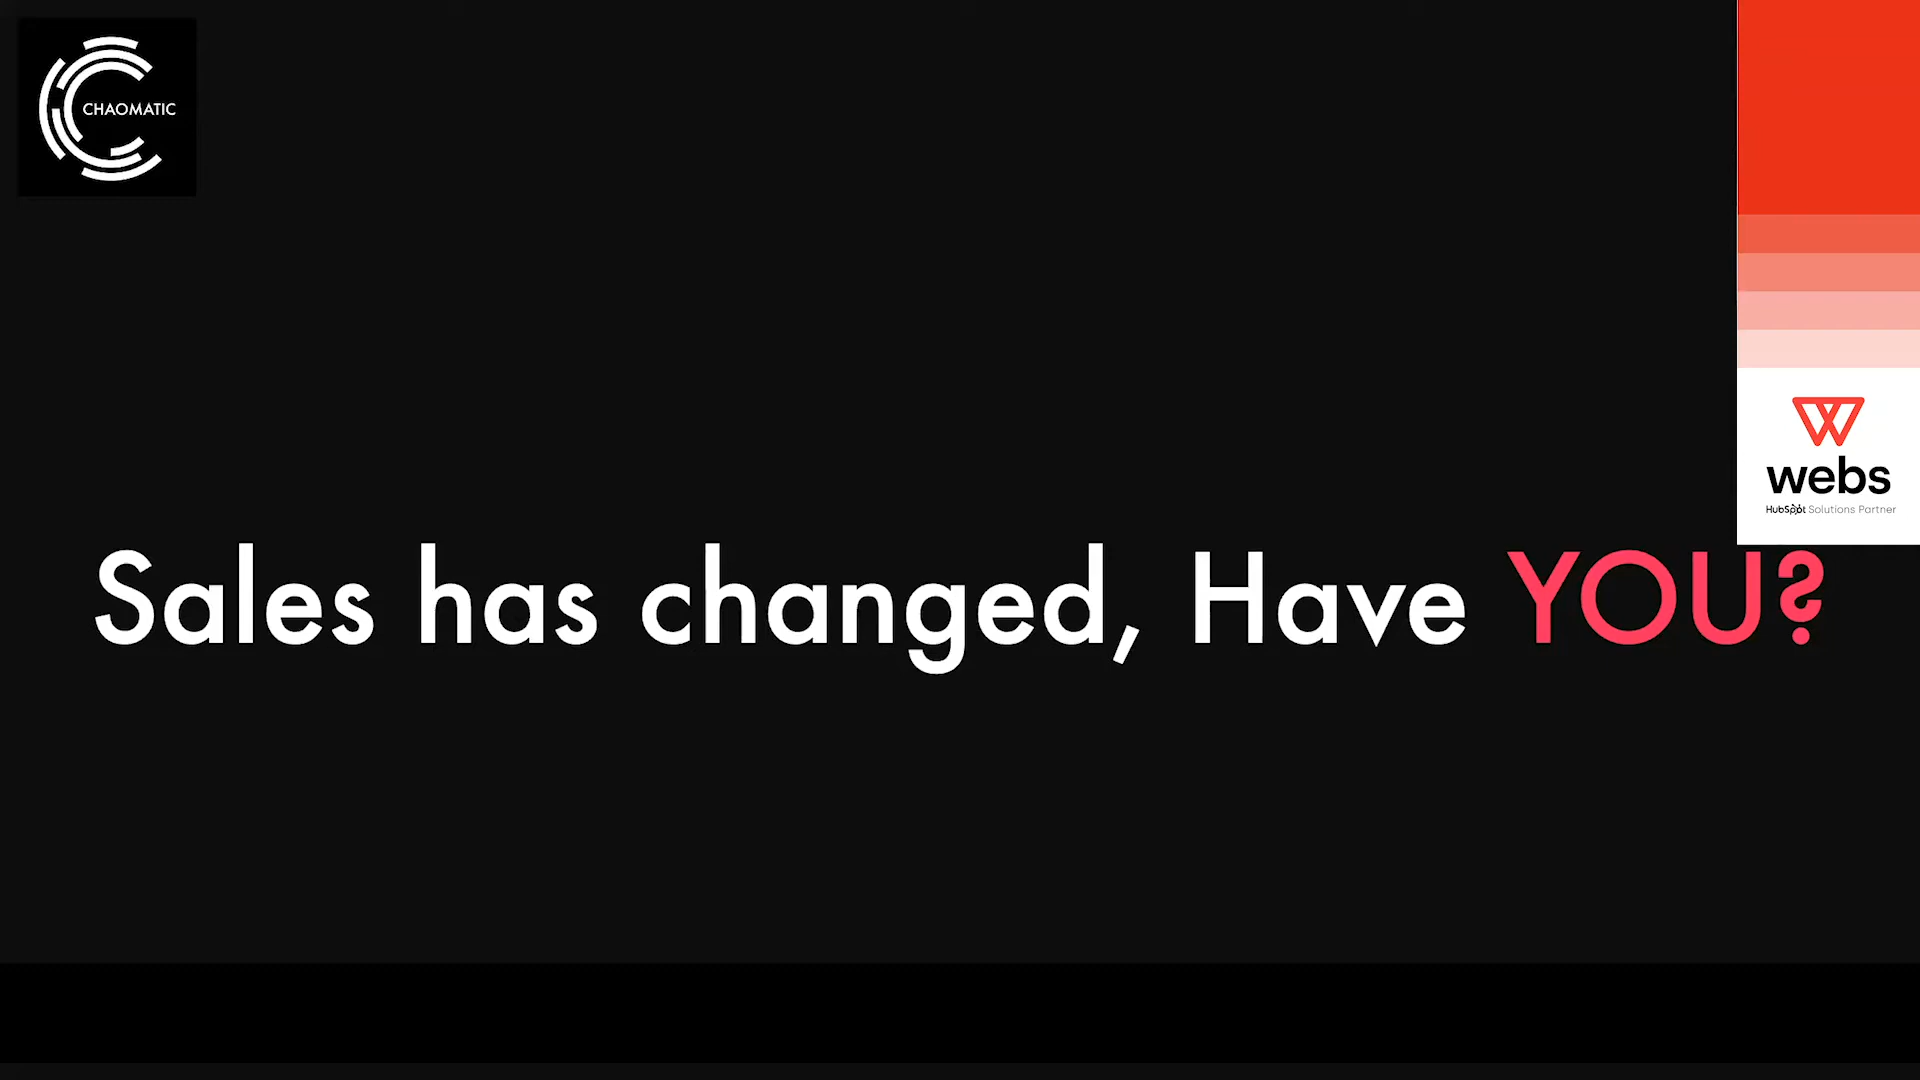 CHAOMATIC
webs
HubSpot Solutions Partner
Sales has changed, Have YOU?